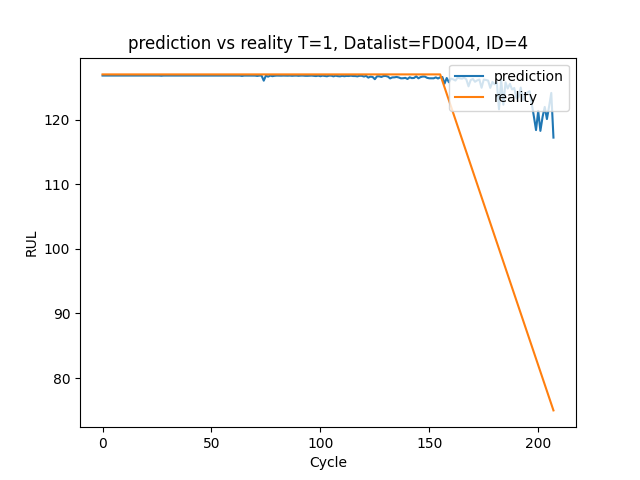 prediction vs reality T=1, Datalist=FD004, ID=4
prediction
reality
RUL
120
110
100
90
80
0 50 100 150 200
Cycle